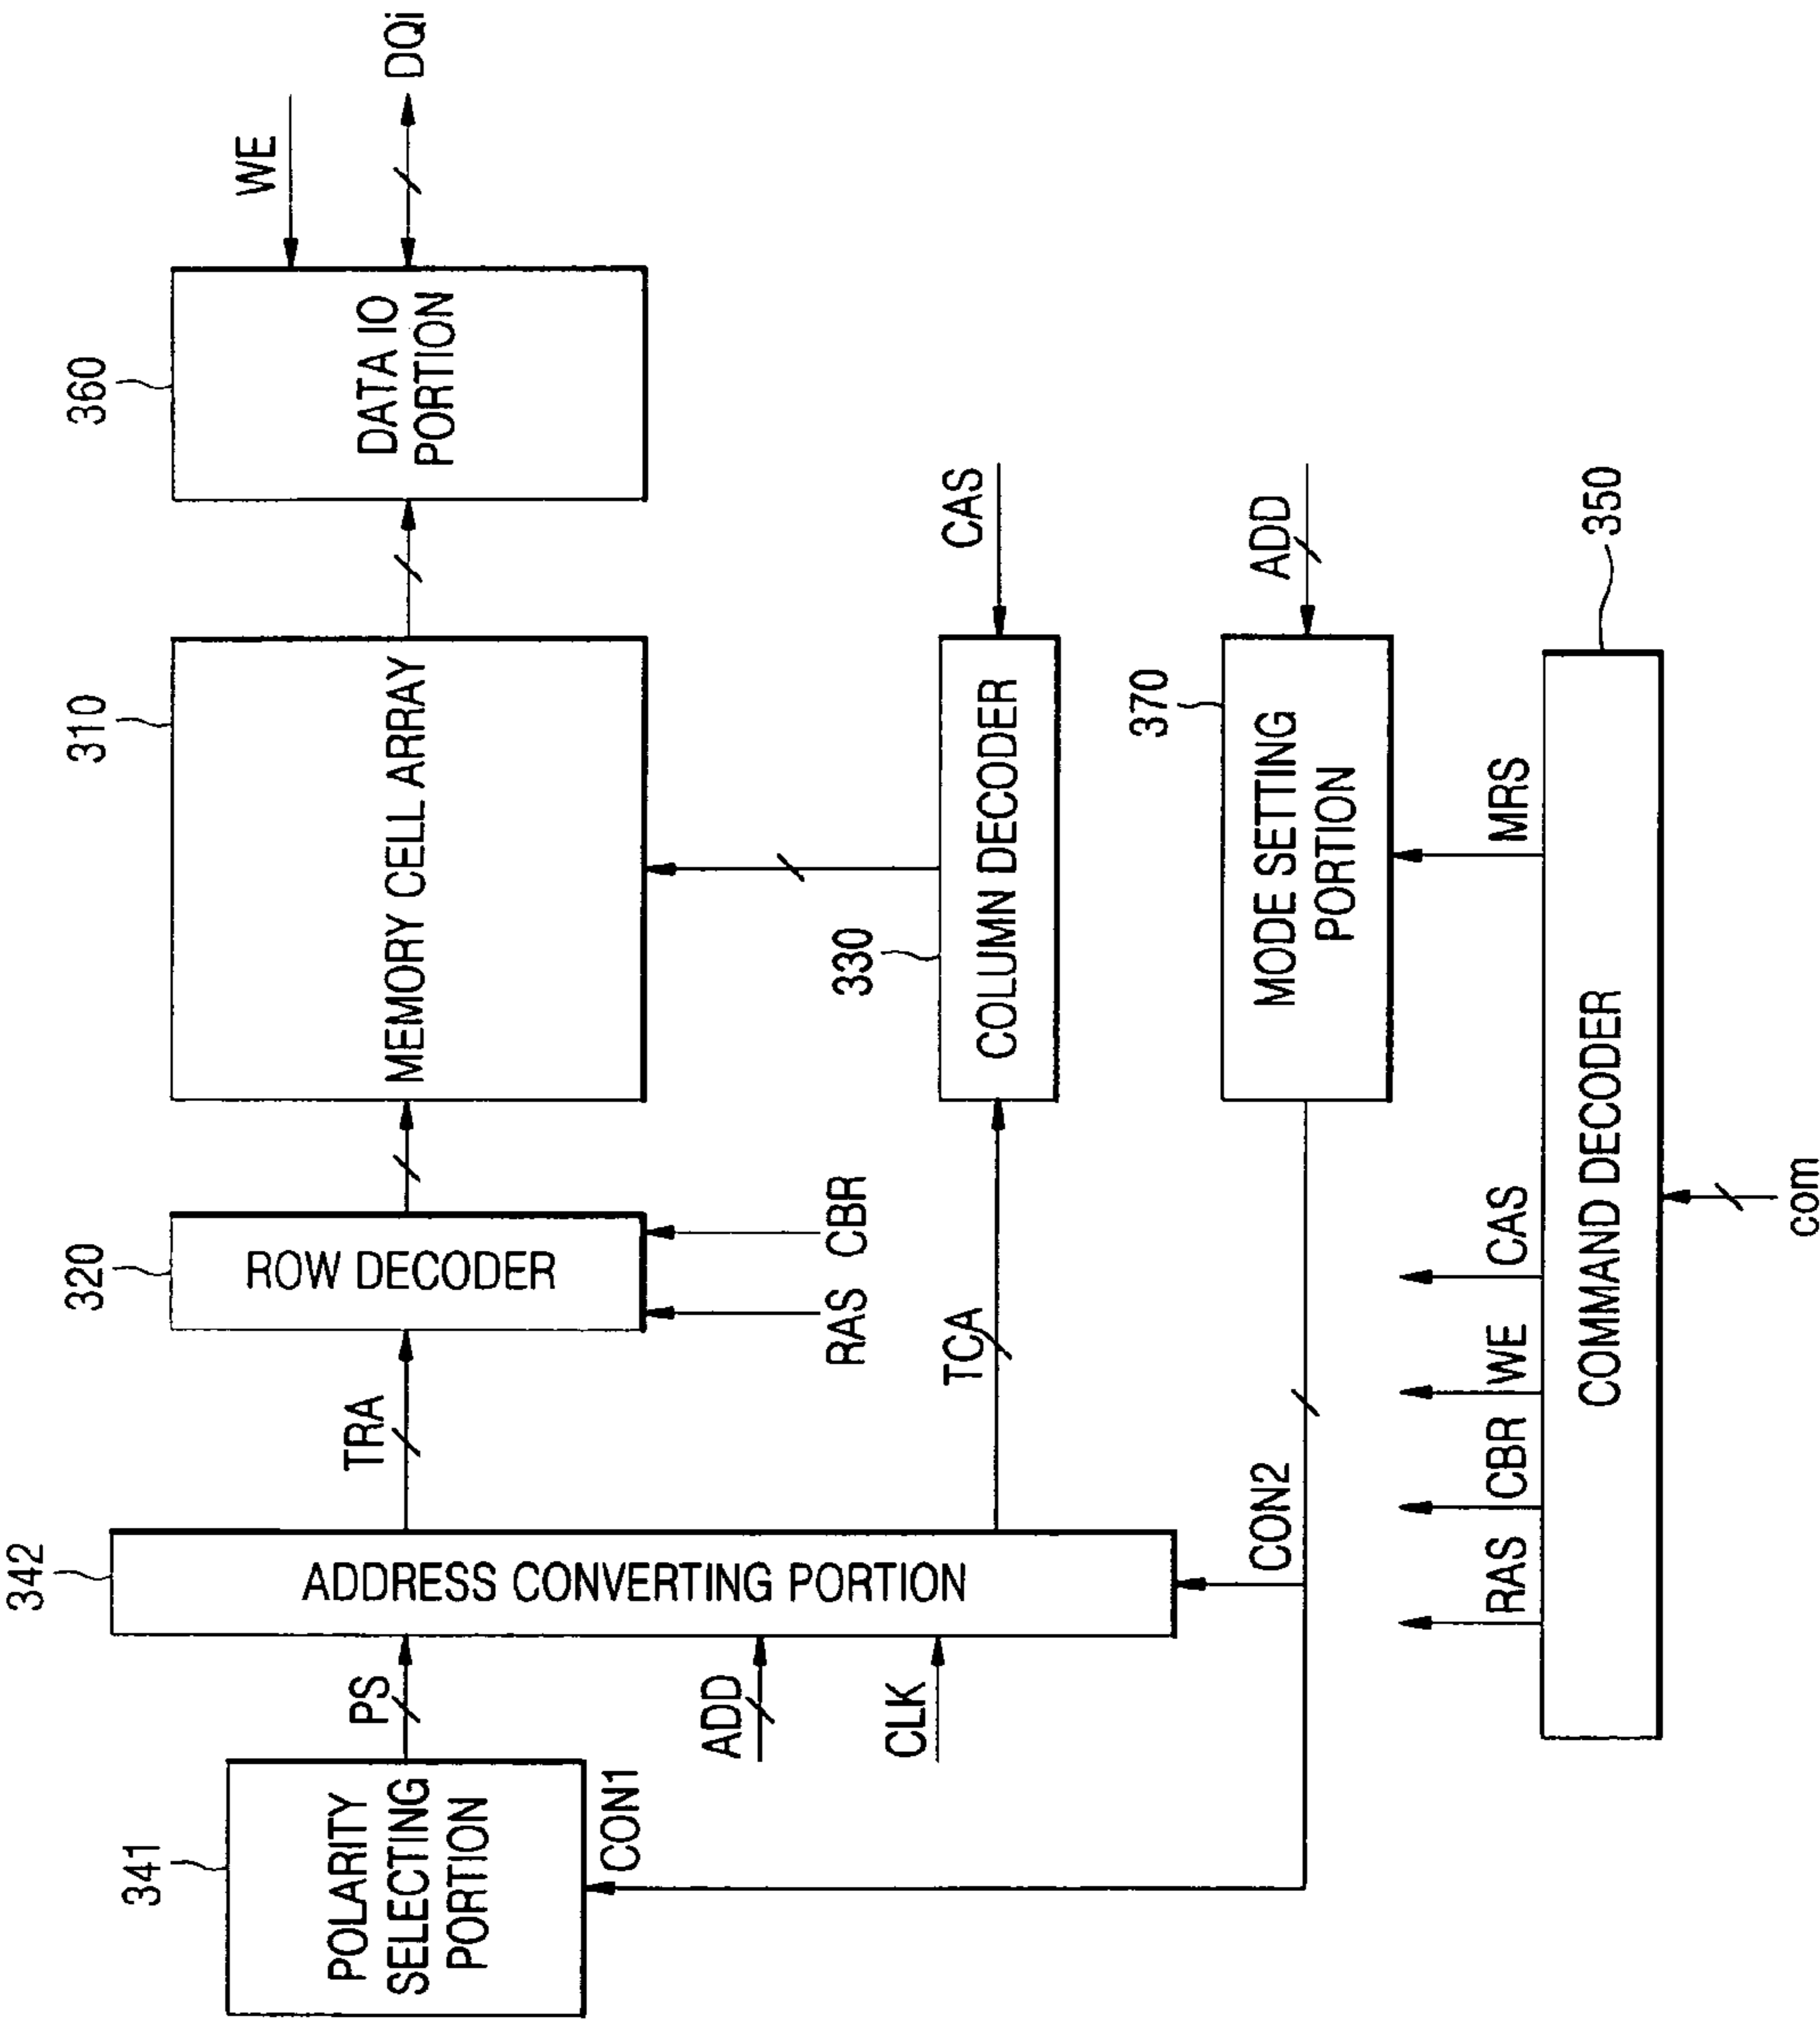 342
320
310
360
341
POLARITY
SELECTING
PORTION
PS
CON1
ADD
CLK
ADDRESS CONVERTING PORTION
TRA
ROW DECODER
RAS
CBR
MEMORY CELL ARRAY
DATA IO
PORTION
WE
DQi
TCA
330
COLUMN DECODER
CAS
CON2
370
MODE SETTING
PORTION
ADD
RAS
CBR
WE
CAS
MRS
350
COMMAND DECODER
com